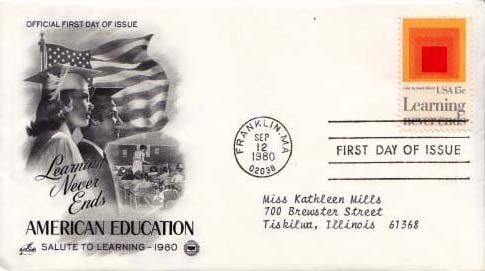 OFFICIAL FIRST DAY OF ISSUE
Learning
Never
Ends
AMERICAN EDUCATION
SALUTE TO LEARNING - 1980
USA 15c
Learning
never ends
FRANKLIN, MA
SEP
12
1980
02038
FIRST DAY OF ISSUE
Miss Kathleen Mills
700 Brewster Street
Tiskilwa, Illinois 61368